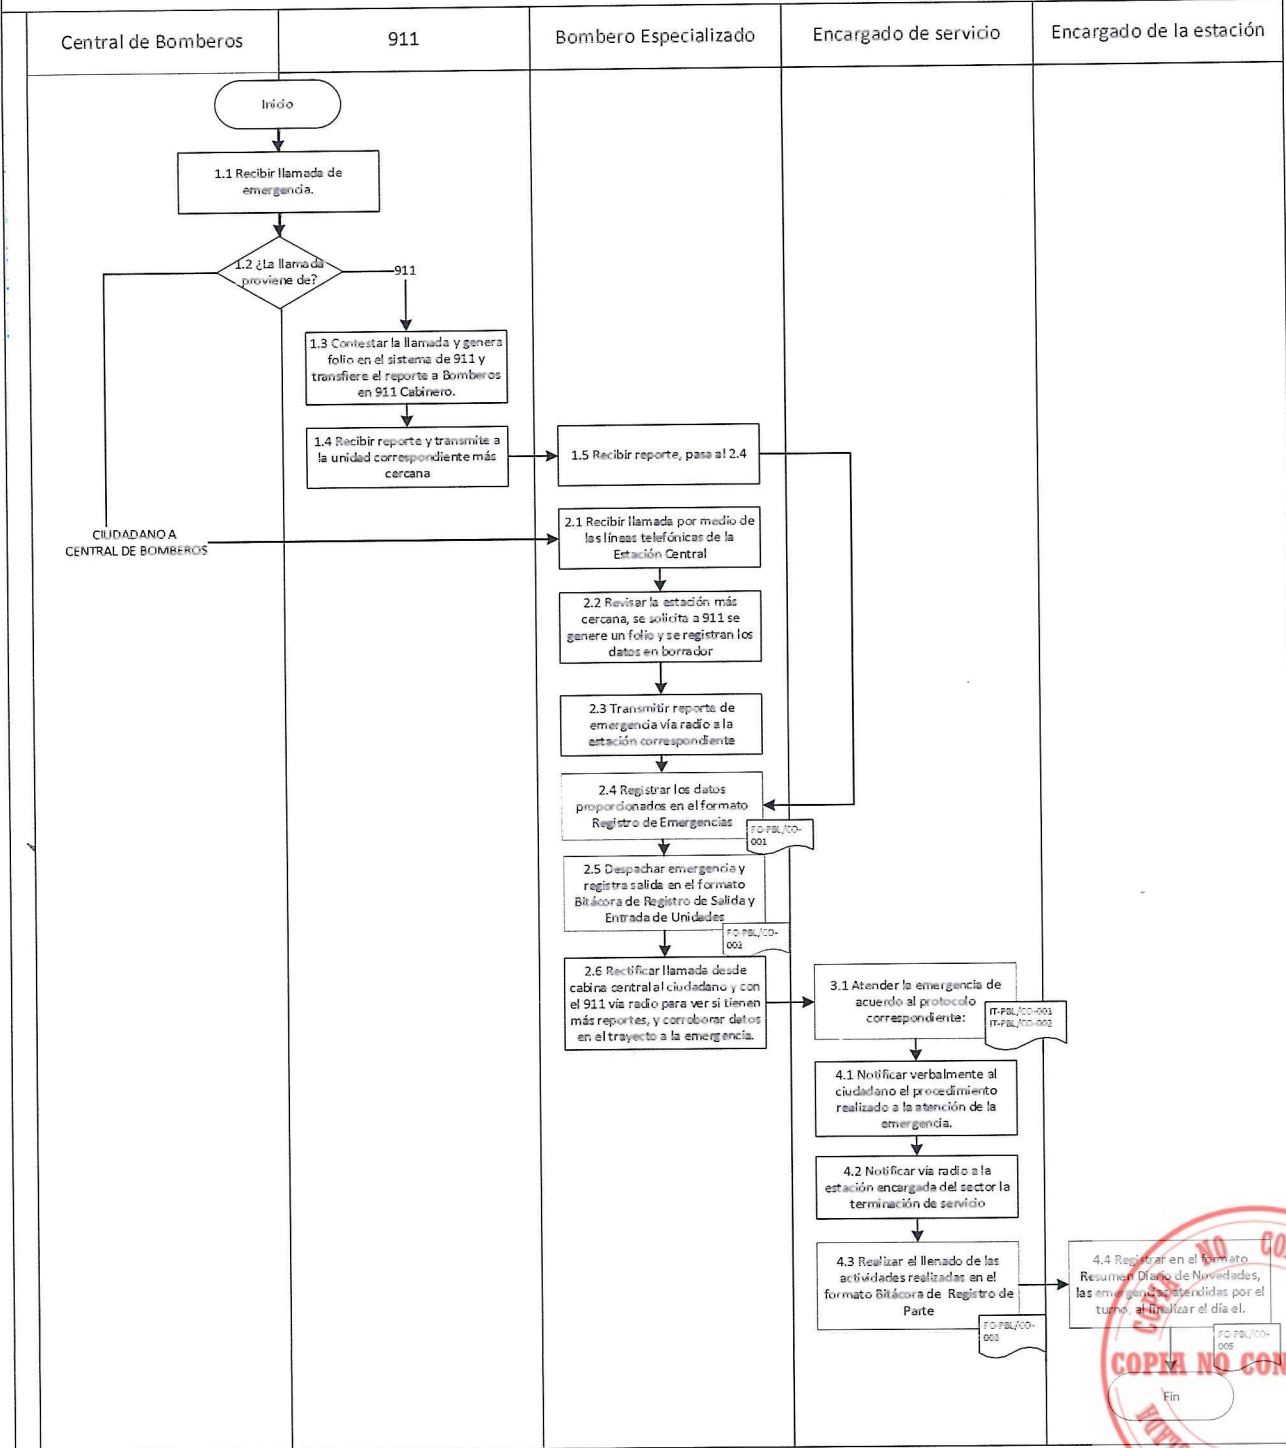 Central de Bomberos
911
Bombero Especializado
Encargado de servicio
Encargado de la estación
Inicio
1.1 Recibir llamada de
emergencia.
1.2 ¿La llamada
proviene de?
911
1.3 Contestar la llamada y genera
folio en el sistema de 911 y
transfiere el reporte a Bomberos
en 911 Cabinero.
1.4 Recibir reporte y transmite a
la unidad correspondiente más
cercana
1.5 Recibir reporte, pasa al 2.4
CIUDADANO A
CENTRAL DE BOMBEROS
2.1 Recibir llamada por medio de
las líneas telefónicas de la
Estación Central
2.2 Revisar la estación más
cercana, se solicita a 911 se
genere un folio y se registran los
datos en borrador
2.3 Transmitir reporte de
emergencia vía radio a la
estación correspondiente
2.4 Registrar los datos
proporcionados en el formato
Registro de Emergencias
FO-PBL/CO-
001
2.5 Despachar emergencia y
registra salida en el formato
Bitácora de Registro de Salida y
Entrada de Unidades
FO-PBL/CO-
002
2.6 Rectificar llamada desde
cabina central al ciudadano y con
el 911 vía radio para ver si tienen
más reportes, y corroborar datos
en el trayecto a la emergencia.
3.1 Atender la emergencia de
acuerdo al protocolo
correspondiente:
IT-PBL/CO-001
IT-PBL/CO-002
4.1 Notificar verbalmente al
ciudadano el procedimiento
realizado a la atención de la
emergencia.
4.2 Notificar vía radio a la
estación encargada del sector la
terminación de servicio
4.3 Realizar el llenado de las
actividades realizadas en el
formato Bitácora de Registro de
Parte
FO-PBL/CO-
003
4.4 Registrar en el formato
Resumen Diario de Novedades,
las emergencias atendidas por el
turno, al finalizar el día el.
FO-PBL/CO-
005
Fin
COPIA NO CO
COPIA NO CON